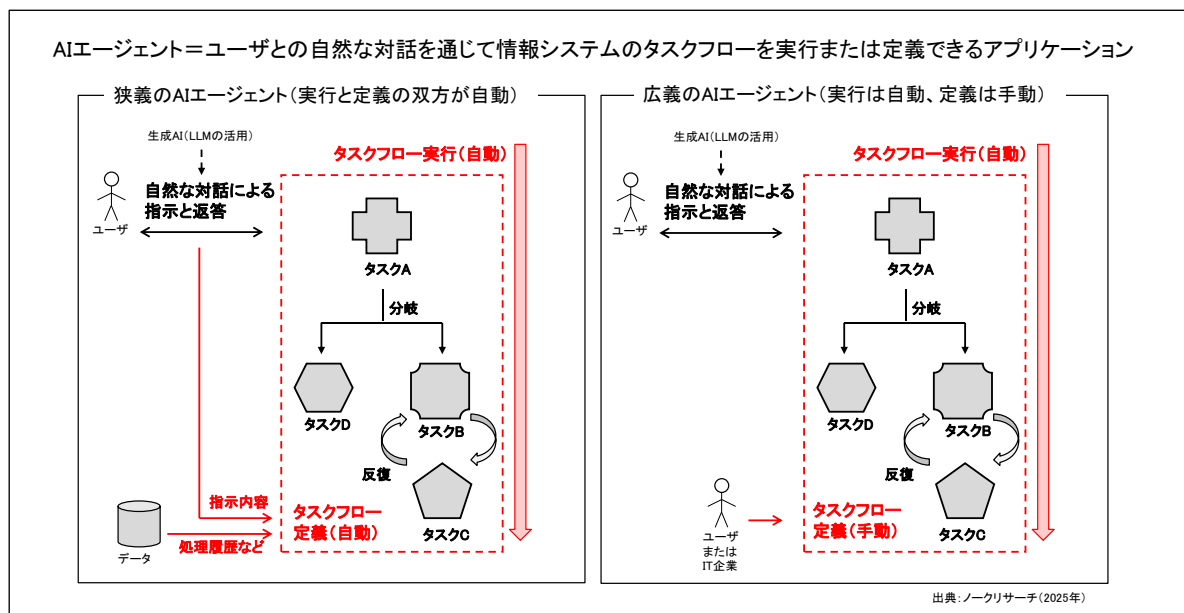 AIエージェント=ユーザとの自然な対話を通じて情報システムのタスクフローを実行または定義できるアプリケーション
狭義のAIエージェント(実行と定義の双方が自動)
生成AI(LLMの活用)
タスクフロー実行(自動)
自然な対話による
指示と返答
ユーザ
タスクA
分岐
タスクD
タスクB
反復
タスクC
指示内容
タスクフロー
定義(自動)
処理履歴など
データ
広義のAIエージェント(実行は自動、定義は手動)
生成AI(LLMの活用)
タスクフロー実行(自動)
自然な対話による
指示と返答
ユーザ
タスクA
分岐
タスクD
タスクB
反復
タスクC
タスクフロー
定義(手動)
ユーザ
または
IT企業
出典:ノークリサーチ(2025年)